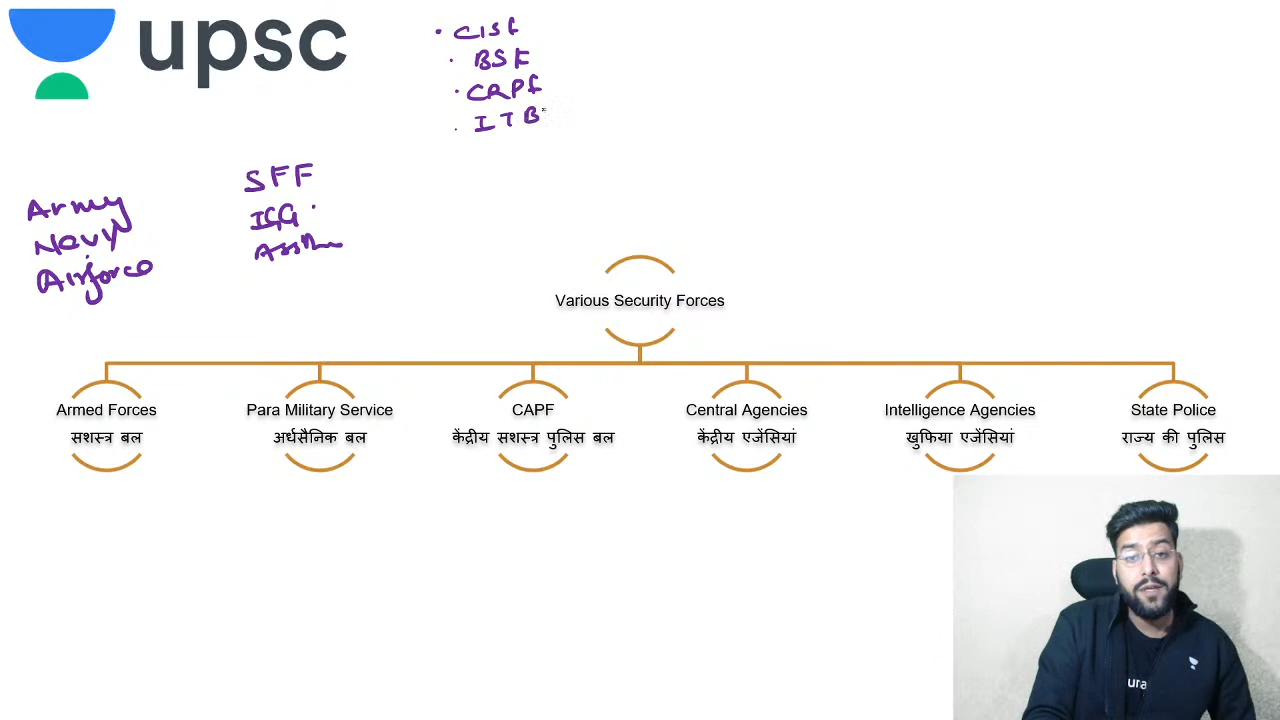 upsc
CISF
BSF
CRPF
ITB
SFF
ICG
Army
Navy
Airforce
Various Security Forces
Armed Forces
सशस्त्र बल
Para Military Service
अर्धसैनिक बल
CAPF
केंद्रीय सशस्त्र पुलिस बल
Central Agencies
केंद्रीय एजेंसियां
Intelligence Agencies
खुफिया एजेंसियां
State Police
राज्य की पुलिस